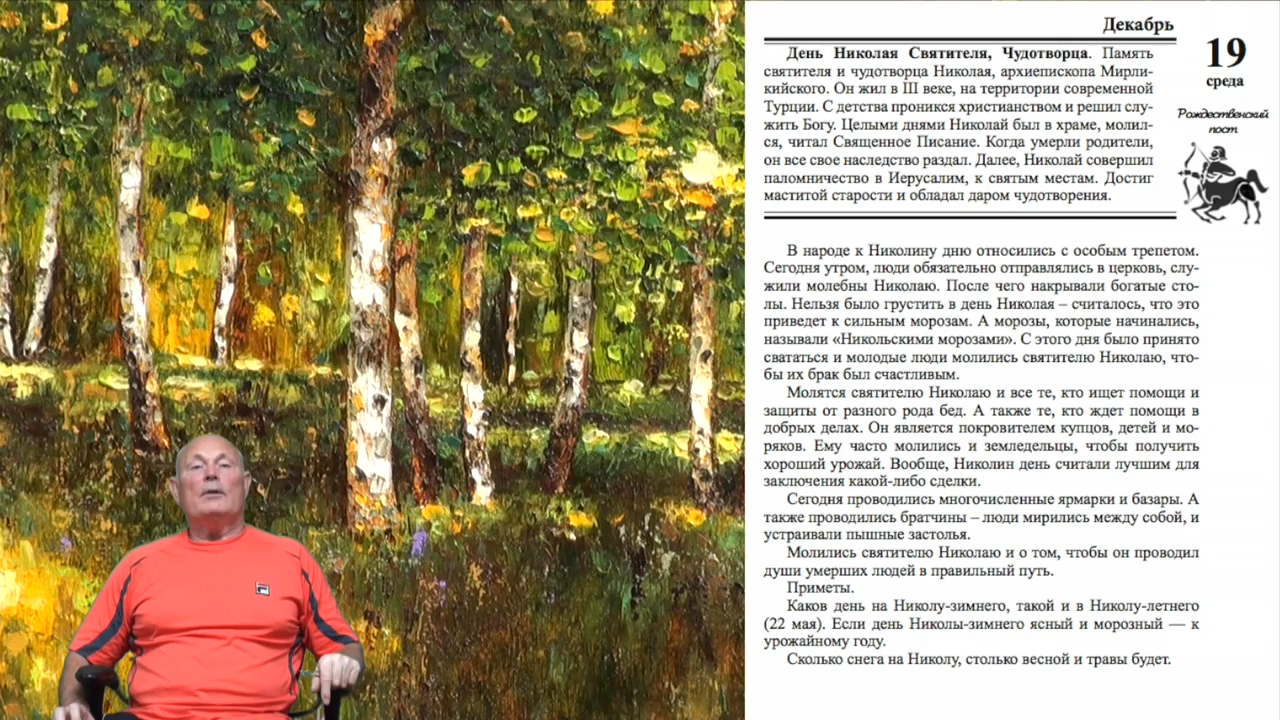 Декабрь
19
среда
Рождественский
пост
День Николая Святителя, Чудотворца. Память
святителя и чудотворца Николая, архиепископа Мирли-
кийского. Он жил в III веке, на территории современной
Турции. С детства проникся христианством и решил слу-
жить Богу. Целыми днями Николай был в храме, молил-
ся, читал Священное Писание. Когда умерли родители,
он все свое наследство раздал. Далее, Николай совершил
паломничество в Иерусалим, к святым местам. Достиг
маститой старости и обладал даром чудотворения.
В народе к Николину дню относились с особым трепетом.
Сегодня утром, люди обязательно отправлялись в церковь, слу-
жили молебны Николаю. После чего накрывали богатые сто-
лы. Нельзя было грустить в день Николая – считалось, что это
приведет к сильным морозам. А морозы, которые начинались,
называли «Никольскими морозами». С этого дня было принято
свататься и молодые люди молились святителю Николаю, что-
бы их брак был счастливым.
Молятся святителю Николаю и все те, кто ищет помощи и
защиты от разного рода бед. А также те, кто ждет помощи в
добрых делах. Он является покровителем купцов, детей и мо-
ряков. Ему часто молились и земледельцы, чтобы получить
хороший урожай. Вообще, Николин день считали лучшим для
заключения какой-либо сделки.
Сегодня проводились многочисленные ярмарки и базары. А
также проводились братчины – люди мирились между собой, и
устраивали пышные застолья.
Молились святителю Николаю и о том, чтобы он проводил
души умерших людей в правильный путь.
Приметы.
Каков день на Николу-зимнего, такой и в Николу-летнего
(22 мая). Если день Николы-зимнего ясный и морозный — к
урожайному году.
Сколько снега на Николу, столько весной и травы будет.